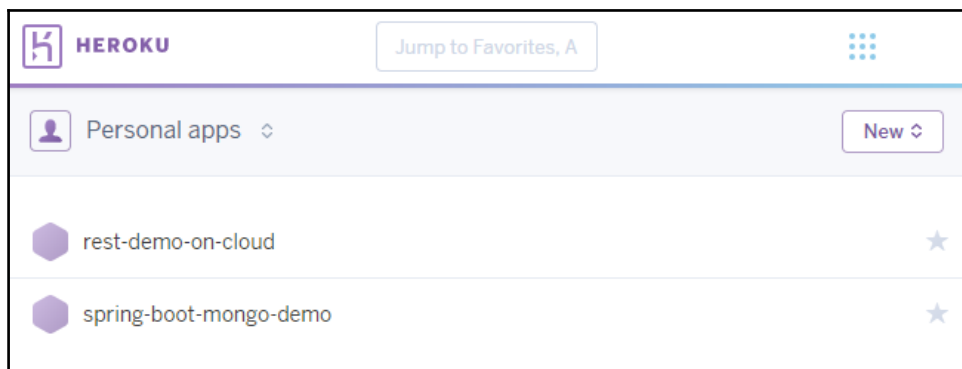 HEROKU
Jump to Favorites, A
Personal apps
New
rest-demo-on-cloud
spring-boot-mongo-demo